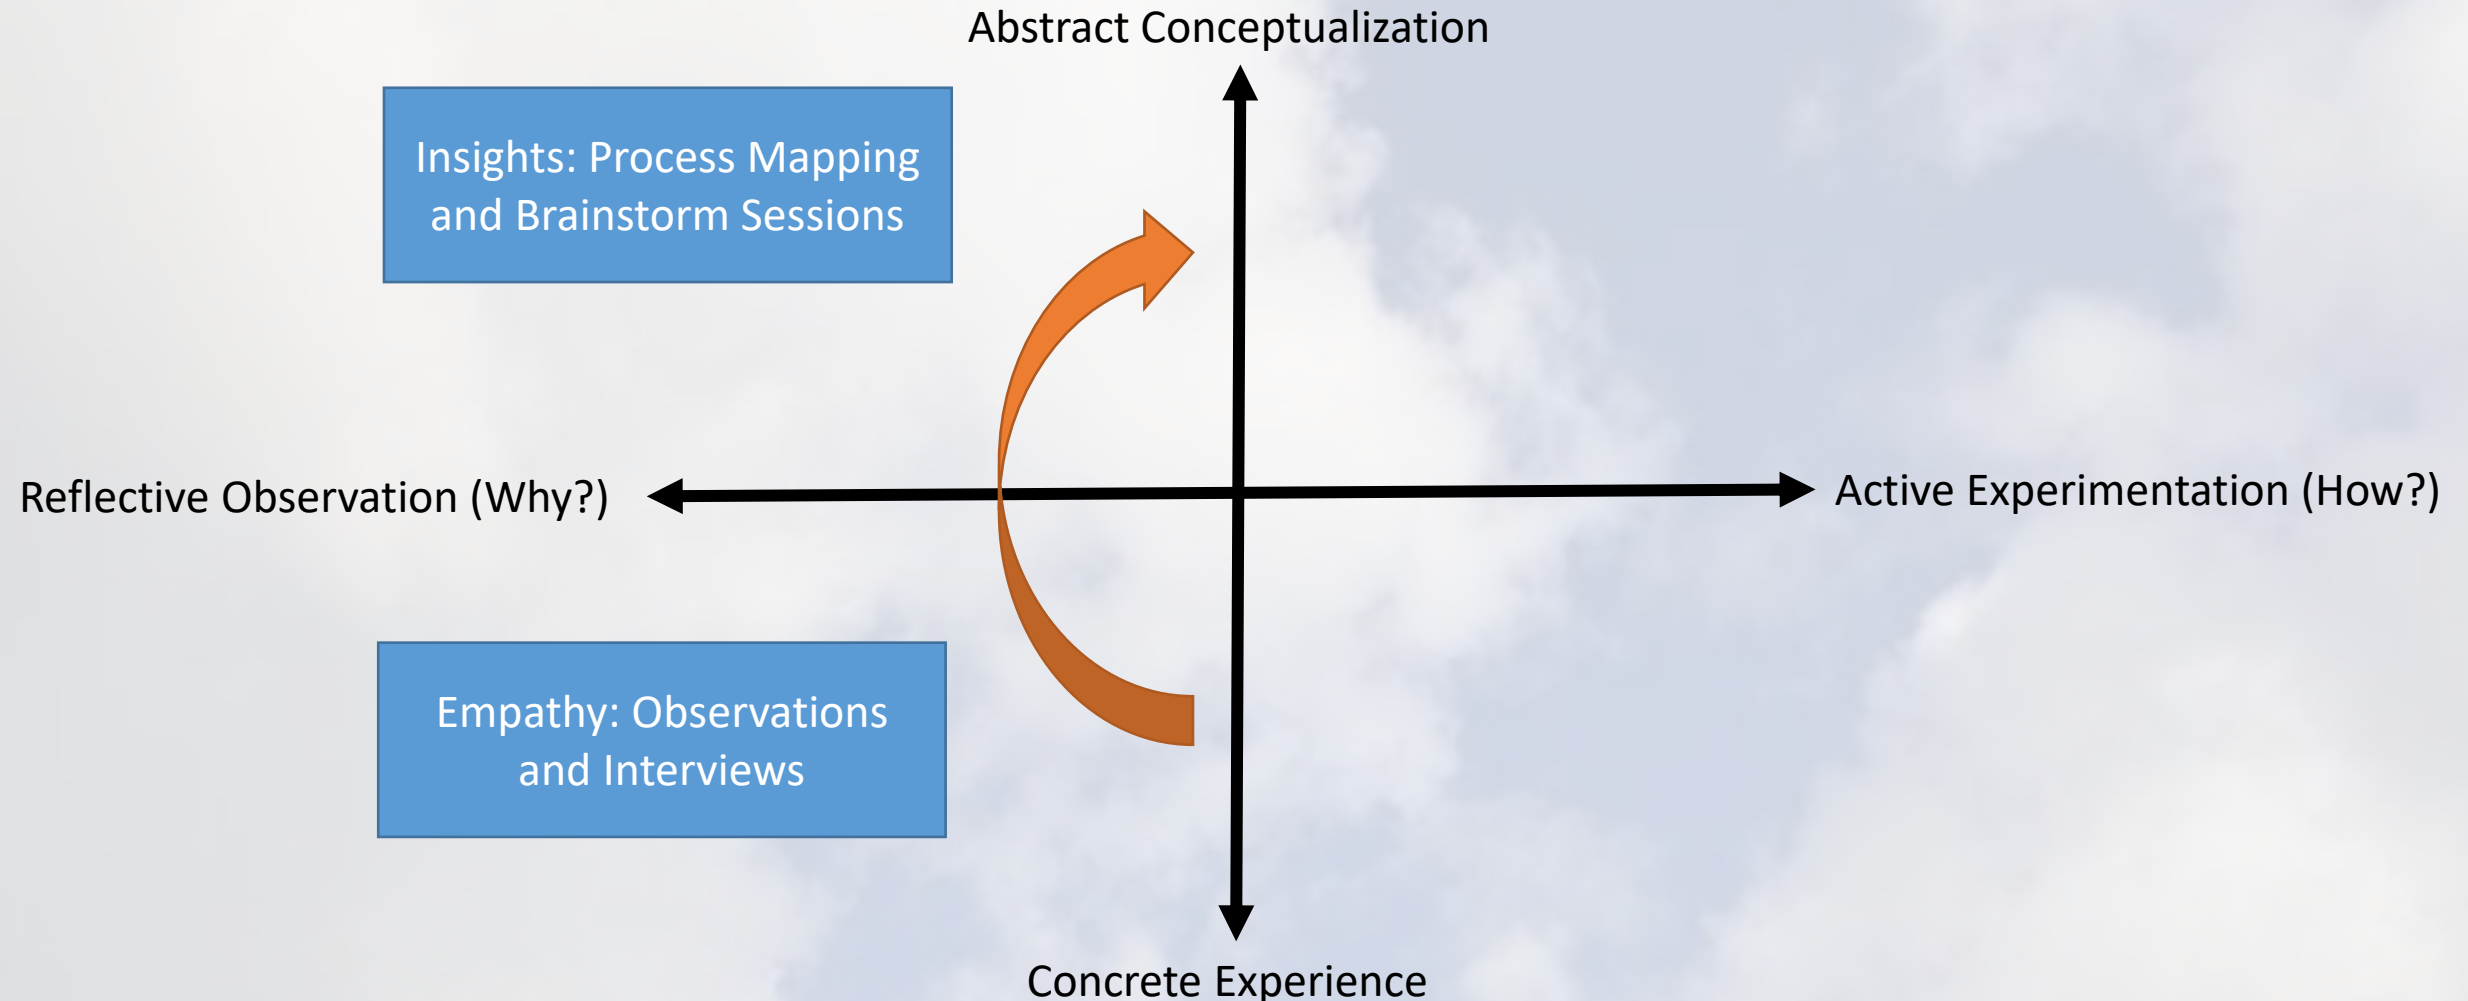 Abstract Conceptualization
Insights: Process Mapping
and Brainstorm Sessions
Reflective Observation (Why?)
Active Experimentation (How?)
Empathy: Observations
and Interviews
Concrete Experience